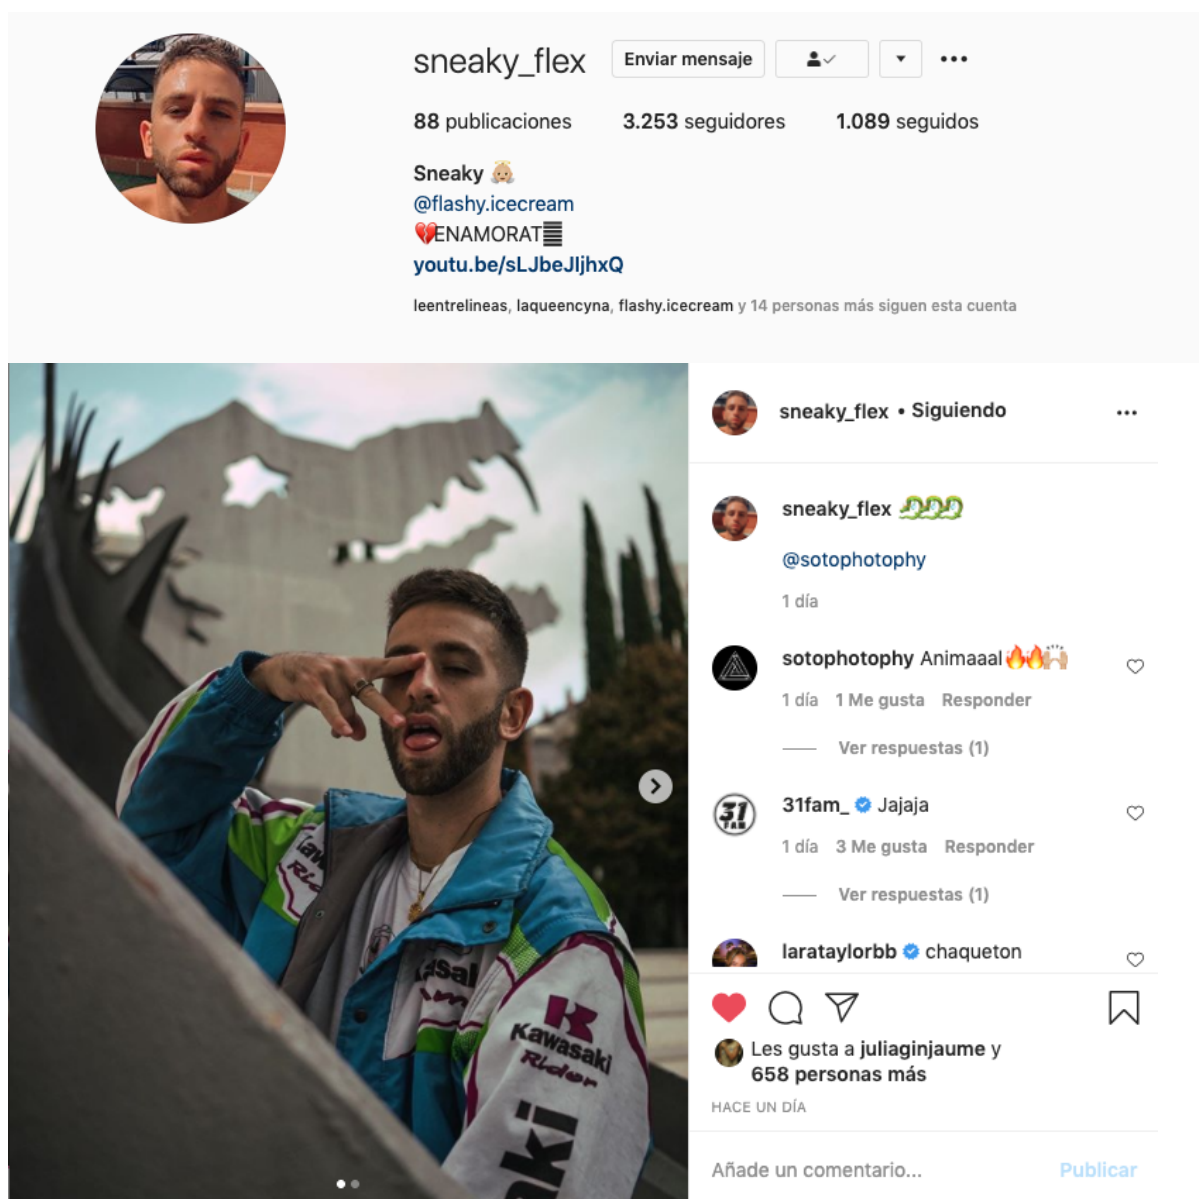 sneaky_flex
Enviar mensaje
88 publicaciones
3.253 seguidores
1.089 seguidos
Sneaky
@flashy.icecream
ENAMORAT
youtu.be/sLJbeJljhxQ
leentrelineas, laqueencyna, flashy.icecream y 14 personas más siguen esta cuenta
sneaky_flex • Siguiendo
sneaky_flex
@sotophotophy
1 día
sotophotophy Animaaal
1 día 1 Me gusta Responder
Ver respuestas (1)
31 FAM
31fam_ Jajaja
1 día 3 Me gusta Responder
Ver respuestas (1)
larataylorbb chaqueton
Les gusta a juliaginjaume y
658 personas más
HACE UN DÍA
Añade un comentario...
Publicar
K
Kawasaki
Rider